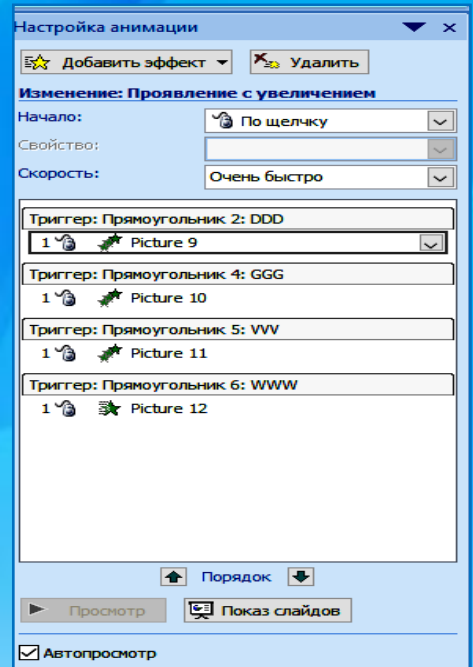 Настройка анимации
Добавить эффект Удалить
Изменение: Проявление с увеличением
Начало: По щелчку
Свойство:
Скорость: Очень быстро
Триггер: Прямоугольник 2: DDD
1 Picture 9
Триггер: Прямоугольник 4: GGG
1 Picture 10
Триггер: Прямоугольник 5: VVV
1 Picture 11
Триггер: Прямоугольник 6: WWW
1 Picture 12
Порядок
Просмотр Показ слайдов
Автопросмотр